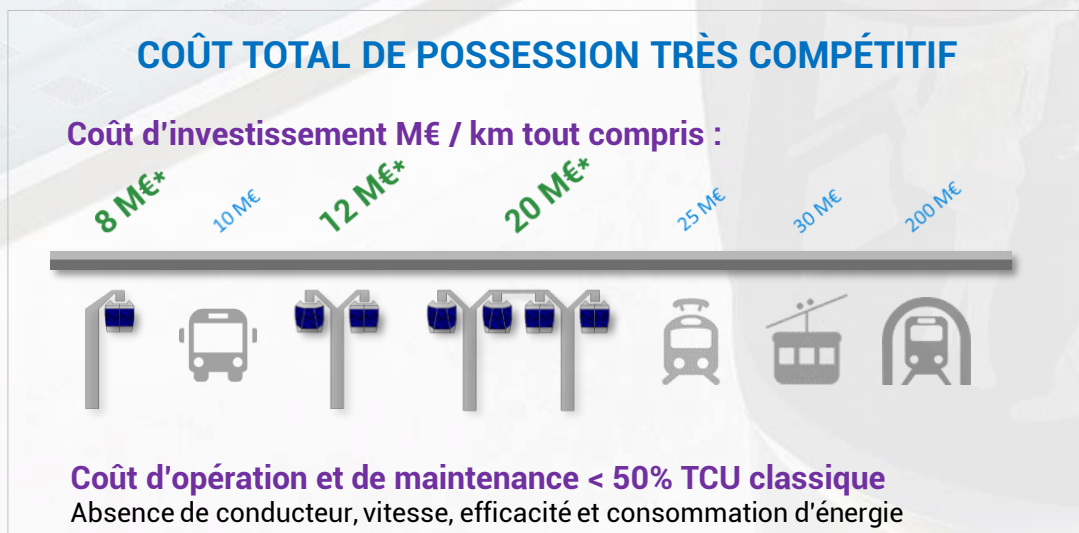 COÛT TOTAL DE POSSESSION TRÈS COMPÉTITIF
Coût d'investissement M€ / km tout compris :
8 M€* 10 M€ 12 M€* 20 M€* 25 M€ 30 M€ 200 M€
Coût d'opération et de maintenance < 50% TCU classique
Absence de conducteur, vitesse, efficacité et consommation d'énergie